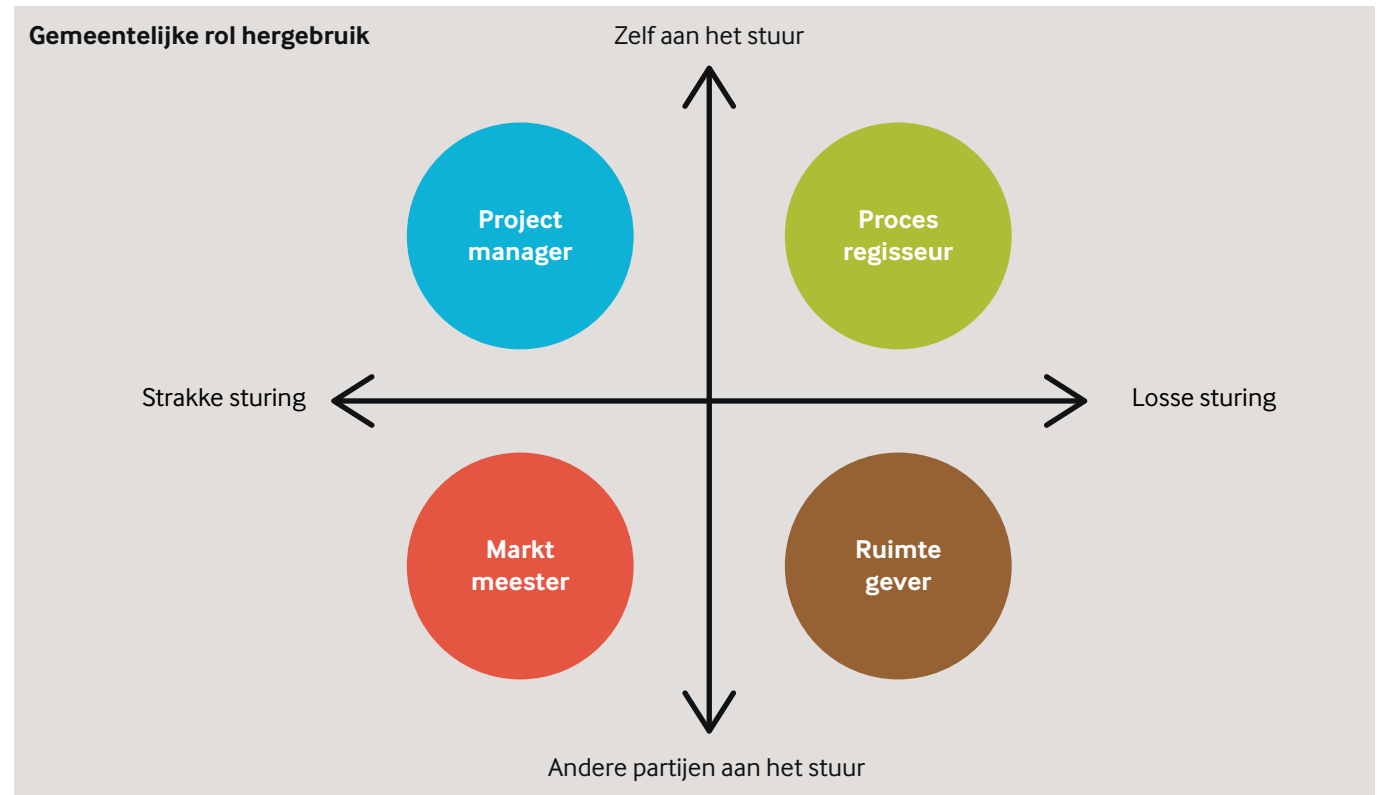 Gemeentelijke rol hergebruik
Zelf aan het stuur
Project
manager
Proces
regisseur
Strakke sturing
Losse sturing
Markt
meester
Ruimte
gever
Andere partijen aan het stuur